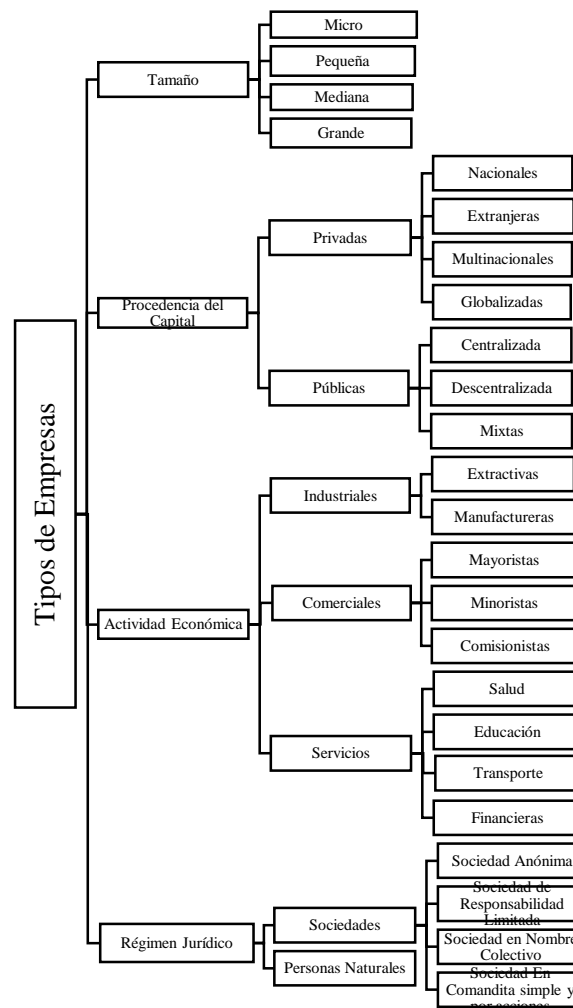 Tipos de Empresas
Tamaño
Micro
Pequeña
Mediana
Grande
Procedencia del
Capital
Privadas
Nacionales
Extranjeras
Multinacionales
Globalizadas
Públicas
Centralizada
Descentralizada
Mixtas
Actividad Económica
Industriales
Extractivas
Manufactureras
Comerciales
Mayoristas
Minoristas
Comisionistas
Servicios
Salud
Educación
Transporte
Financieras
Régimen Jurídico
Sociedades
Sociedad Anónima
Sociedad de
Responsabilidad
Limitada
Sociedad en Nombre
Colectivo
Sociedad En
Comandita simple y
por acciones
Personas Naturales